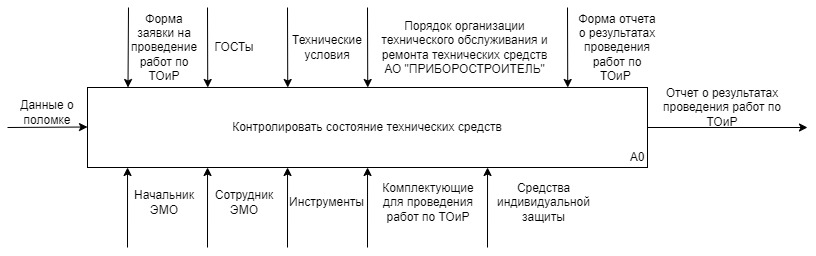 Форма
заявки на
проведение
работ по
ТОиР
ГОСТы
Технические
условия
Порядок организации
технического обслуживания и
ремонта технических средств
АО "ПРИБОРОСТРОИТЕЛЬ"
Форма отчета
о результатах
проведения
работ по
ТОиР
Данные о
поломке
Контролировать состояние технических средств
A0
Отчет о результатах
проведения работ по
ТОиР
Начальник
ЭМО
Сотрудник
ЭМО
Инструменты
Комплектующие
для проведения
работ по ТОиР
Средства
индивидуальной
защиты